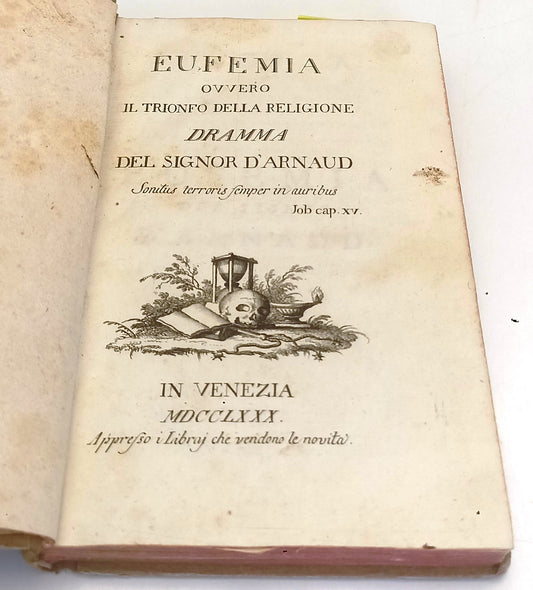 EUFEMIA
OVVERO
IL TRIONFO DELLA RELIGIONE
DRAMMA
DEL SIGNOR D'ARNAUD
Sonitus terroris semper in auribus
Job cap. XV.
IN VENEZIA
MDCCLXXX.
Appresso i Libraj che vendono le novità.